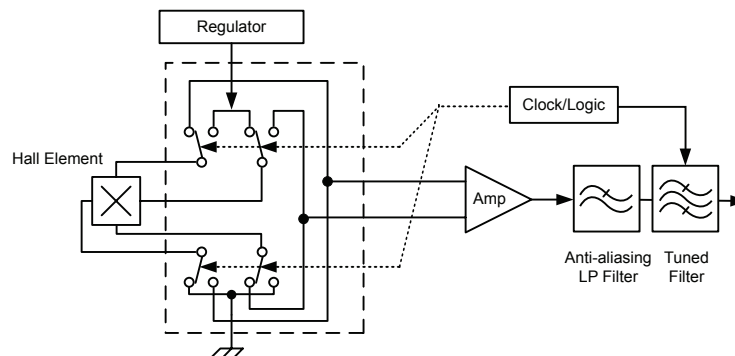 Regulator
Clock/Logic
Hall Element
Amp
Anti-aliasing
LP Filter
Tuned
Filter